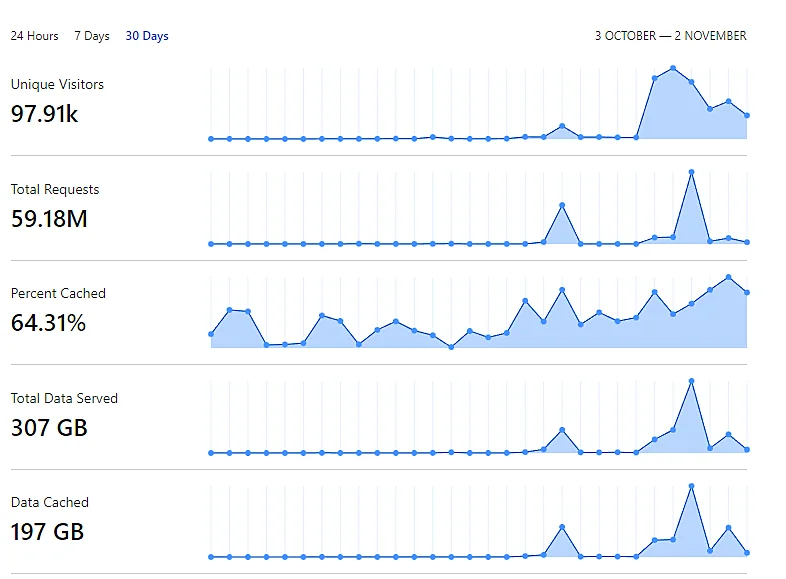 24 Hours 7 Days 30 Days 3 OCTOBER — 2 NOVEMBER
Unique Visitors
97.91k
Total Requests
59.18M
Percent Cached
64.31%
Total Data Served
307 GB
Data Cached
197 GB